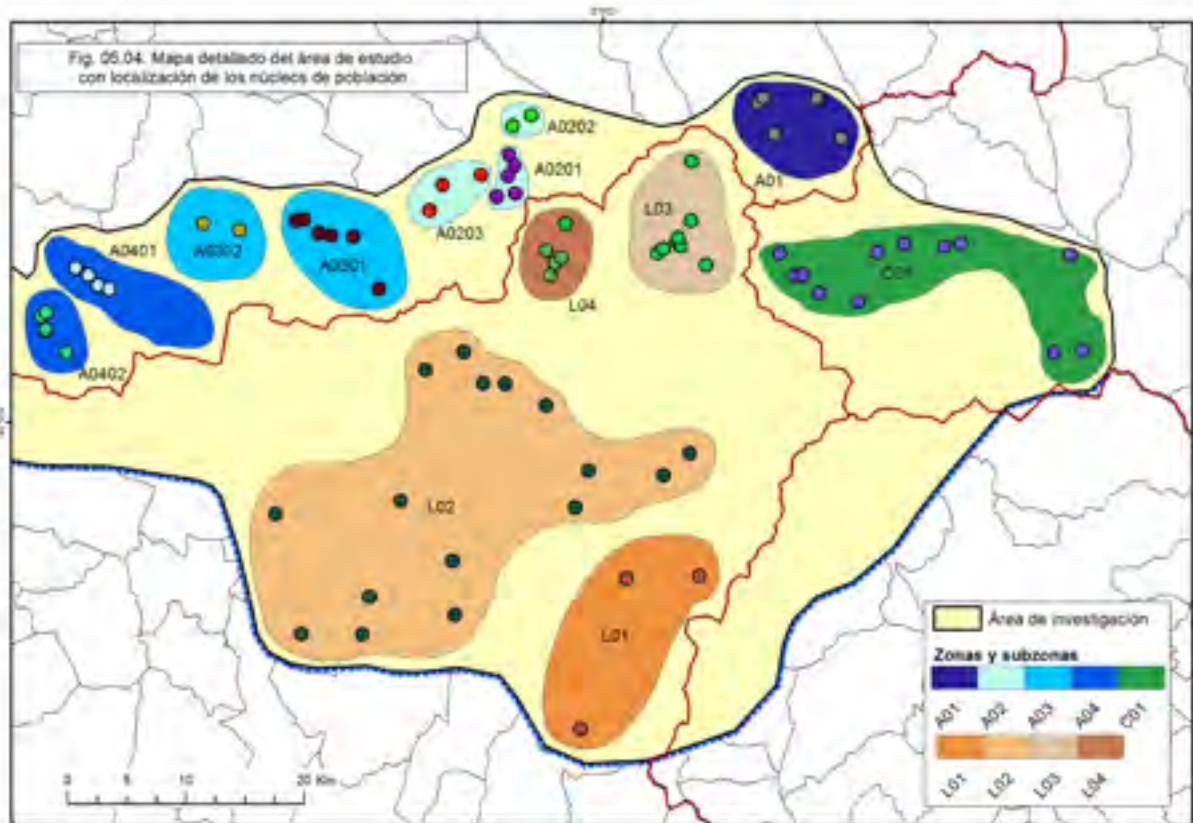 Fig. 05.04. Mapa detallado del área de estudio
con localización de los núcleos de población
A0202
A0201
A01
A0203
L03
A0401
A0302
A0301
C01
L04
A0402
L02
L01
Área de investigación
Zonas y subzonas
A01 A02 A03 A04 C01
L01 L02 L03 L04
0 5 10 20 Km